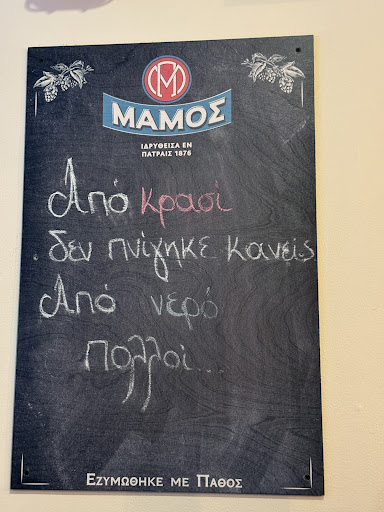 ΜΑΜΟΣ
ΙΔΡΥΘΕΙΣΑ ΕΝ
ΠΑΤΡΑΙΣ 1876
Από κρασί
δεν πνίγηκε κανείς
Από νερό
πολλοί...
ΕΖΥΜΩΘΗΚΕ ΜΕ ΠΑΘΟΣ